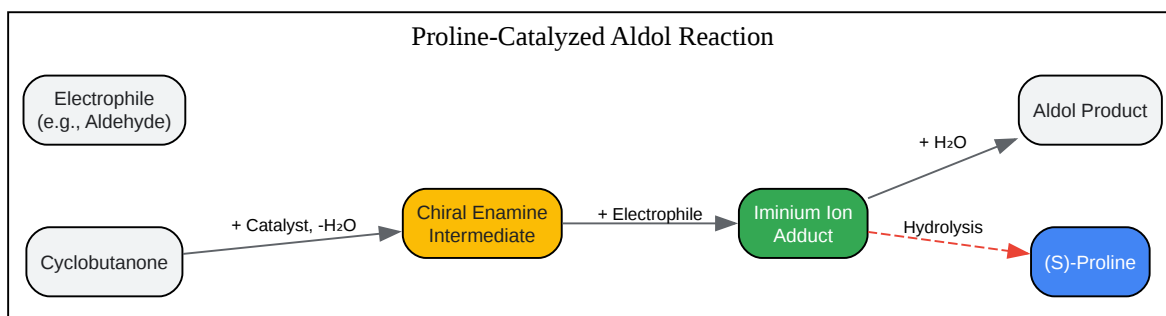 Proline-Catalyzed Aldol Reaction
Electrophile
(e.g., Aldehyde)
Aldol Product
+ H₂O
Chiral Enamine
Intermediate
+ Electrophile
Iminium Ion
Adduct
+ Catalyst, -H₂O
Hydrolysis
Cyclobutanone
(S)-Proline